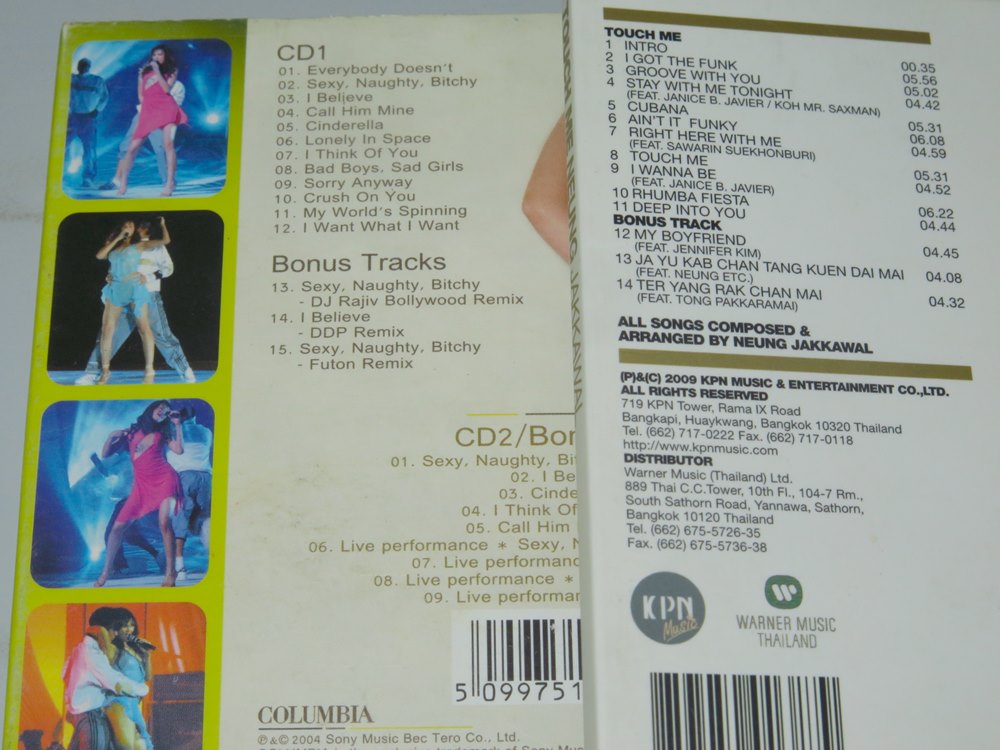 CD1
01. Everybody Doesn't
02. Sexy, Naughty, Bitchy
03. I Believe
04. Call Him Mine
05. Cinderella
06. Lonely In Space
07. I Think Of You
08. Bad Boys, Sad Girls
09. Sorry Anyway
10. Crush On You
11. My World's Spinning
12. I Want What I Want
Bonus Tracks
13. Sexy, Naughty, Bitchy
- DJ Rajiv Bollywood Remix
14. I Believe
- DDP Remix
15. Sexy, Naughty, Bitchy
- Futon Remix
CD2/Bon
01. Sexy, Naughty, Bit
02. I Be
03. Cinde
04. I Think Of
05. Call Him
06. Live performance * Sexy, N
07. Live performanc
08. Live performance *
09. Live performan
5 099751
COLUMBIA
℗&© 2004 Sony Music Bec Tero Co., Ltd.
TOUCH ME NEUNG JAKKAWAL
TOUCH ME
1 INTRO 00.35
2 I GOT THE FUNK 05.56
3 GROOVE WITH YOU 05.02
4 STAY WITH ME TONIGHT 04.42
(FEAT. JANICE B. JAVIER / KOH MR. SAXMAN)
5 CUBANA 05.31
6 AIN'T IT FUNKY 06.08
7 RIGHT HERE WITH ME 04.59
(FEAT. SAWARIN SUEKHONBURI)
8 TOUCH ME 05.31
9 I WANNA BE 04.52
(FEAT. JANICE B. JAVIER)
10 RHUMBA FIESTA 06.22
11 DEEP INTO YOU 04.44
BONUS TRACK
12 MY BOYFRIEND 04.45
(FEAT. JENNIFER KIM)
13 JA YU KAB CHAN TANG KUEN DAI MAI 04.08
(FEAT. NEUNG ETC.)
14 TER YANG RAK CHAN MAI 04.32
(FEAT. TONG PAKKARAMAI)
ALL SONGS COMPOSED &
ARRANGED BY NEUNG JAKKAWAL
(P)&(C) 2009 KPN MUSIC & ENTERTAINMENT CO.,LTD.
ALL RIGHTS RESERVED
719 KPN Tower, Rama IX Road
Bangkapi, Huaykwang, Bangkok 10320 Thailand
Tel. (662) 717-0222 Fax. (662) 717-0118
http://www.kpnmusic.com
DISTRIBUTOR
Warner Music (Thailand) Ltd.
889 Thai C.C.Tower, 10th Fl., 104-7 Rm.,
South Sathorn Road, Yannawa, Sathorn,
Bangkok 10120 Thailand
Tel. (662) 675-5726-35
Fax. (662) 675-5736-38
KPN
Music
WARNER MUSIC
THAILAND